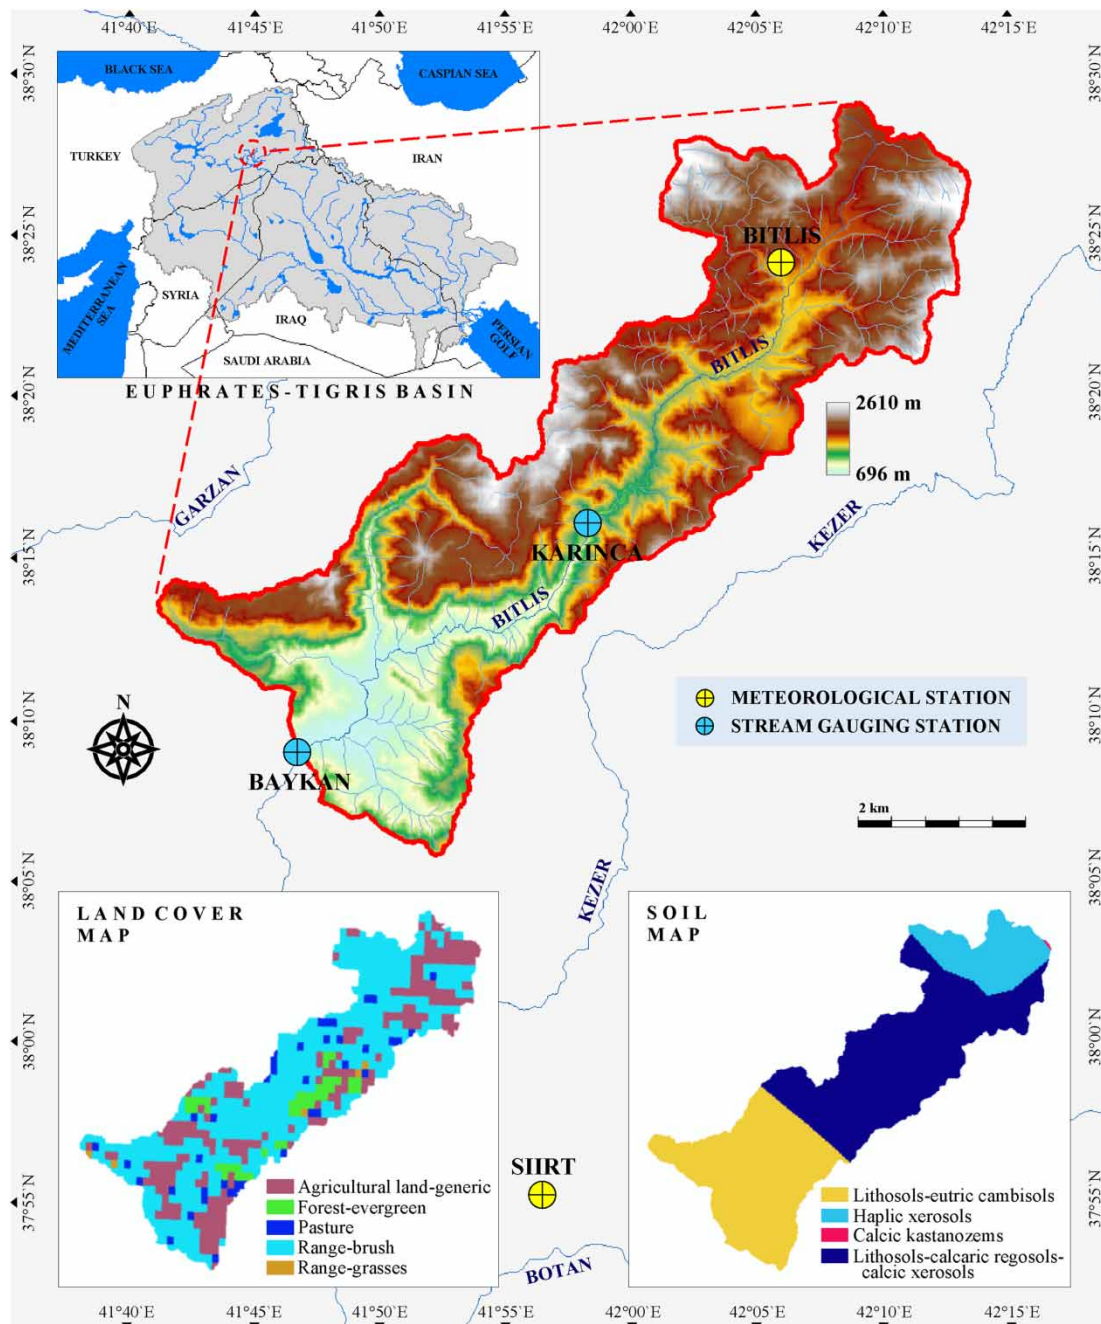 41°40`E
41°45`E
41°50`E
41°55`E
42°00`E
42°05`E
42°10`E
42°15`E
38°30`N
38°25`N
38°20`N
38°15`N
38°10`N
38°05`N
38°00`N
37°55`N
38°30`N
38°25`N
38°20`N
38°15`N
38°10`N
38°05`N
38°00`N
37°55`N
BLACK SEA
CASPIAN SEA
TURKEY
IRAN
MEDITERRANEAN
SEA
SYRIA
IRAQ
SAUDI ARABIA
PERSIAN
GOLF
EUPHRATES-TIGRIS BASIN
BITLIS
BITLIS
2610 m
696 m
GARZAN
KEZER
KARINCA
BITLIS
N
METEOROLOGICAL STATION
STREAM GAUGING STATION
BAYKAN
2 km
KEZER
LAND COVER
MAP
Agricultural land-generic
Forest-evergreen
Pasture
Range-brush
Range-grasses
SIIRT
BOTAN
SOIL
MAP
Lithosols-eutric cambisols
Haplic xerosols
Calcic kastanozems
Lithosols-calcaric regosols-
calcic xerosols
41°40`E
41°45`E
41°50`E
41°55`E
42°00`E
42°05`E
42°10`E
42°15`E